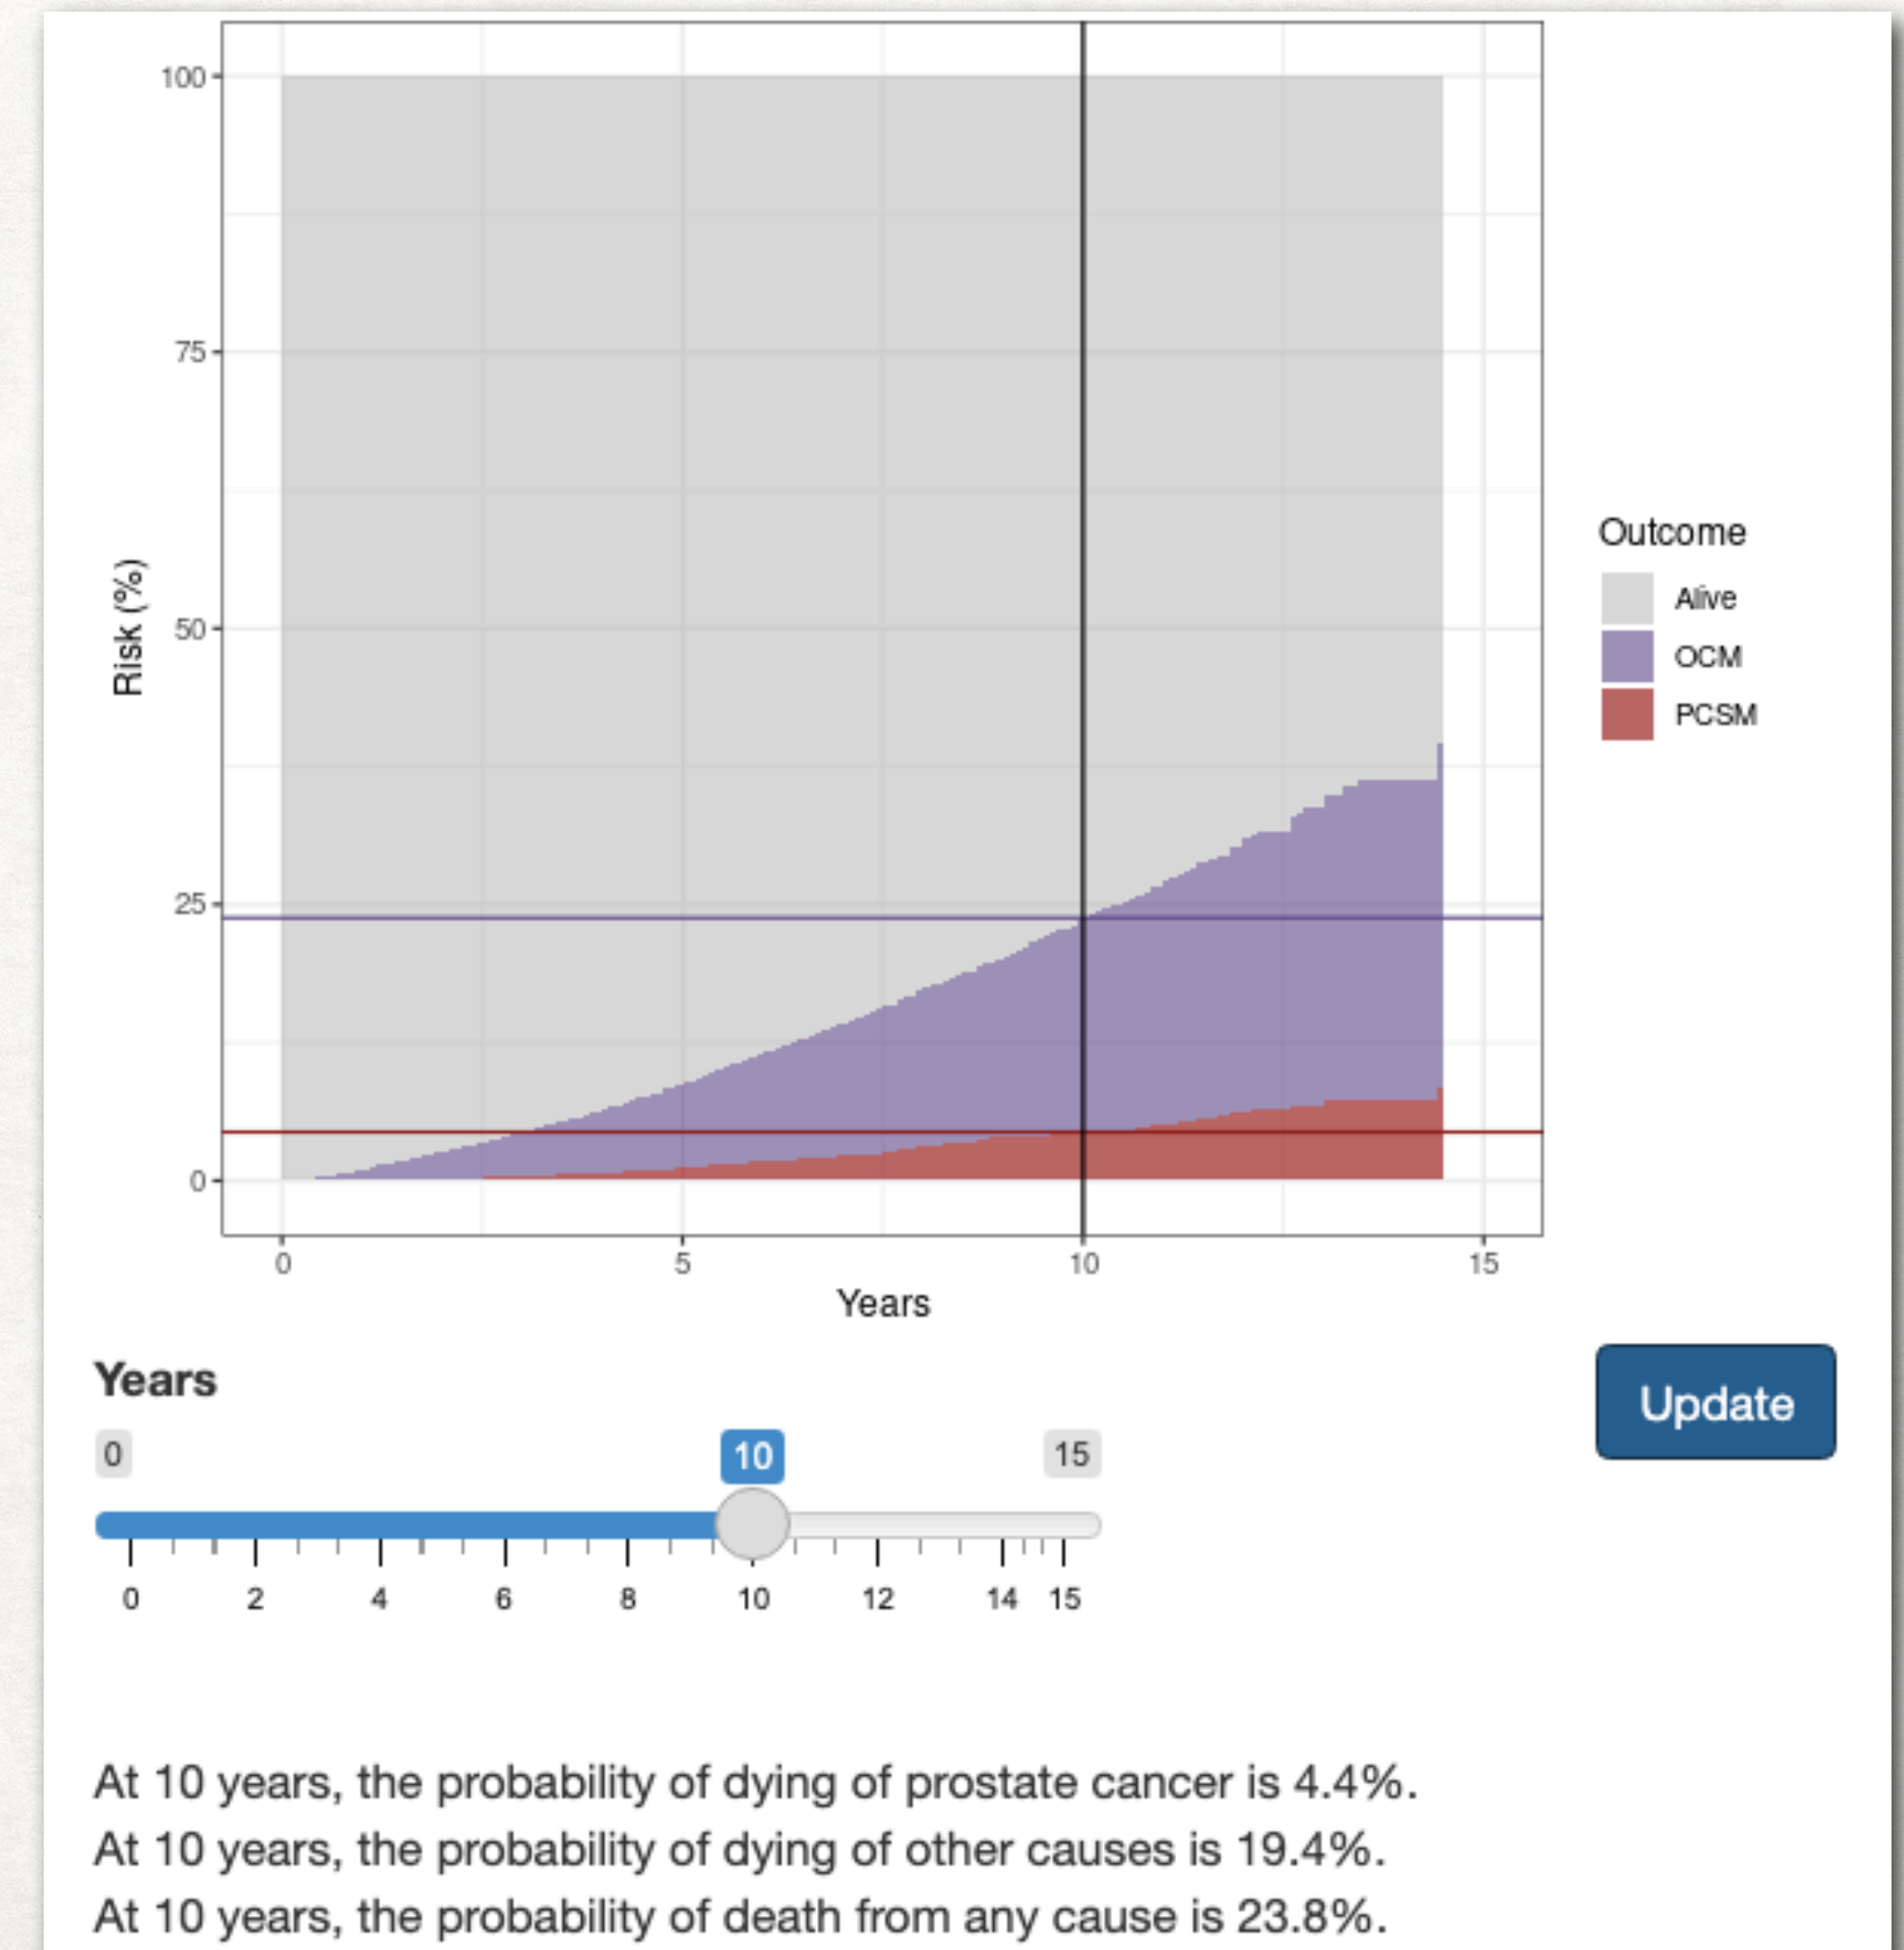 100
75
50
25
0
Risk (%)
0 5 10 15
Years
Outcome
Alive
OCM
PCSM
Years
Update
0 10 15
0 2 4 6 8 10 12 14 15
At 10 years, the probability of dying of prostate cancer is 4.4%.
At 10 years, the probability of dying of other causes is 19.4%.
At 10 years, the probability of death from any cause is 23.8%.